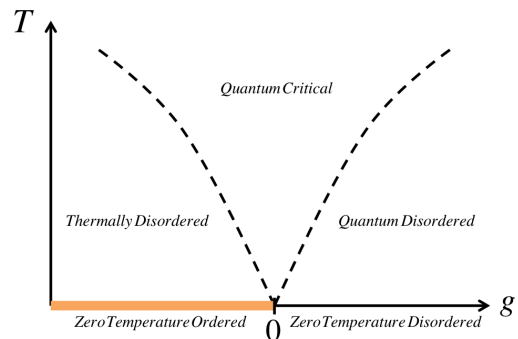 T
Quantum Critical
Thermally Disordered
Quantum Disordered
g
Zero Temperature Ordered
0
Zero Temperature Disordered